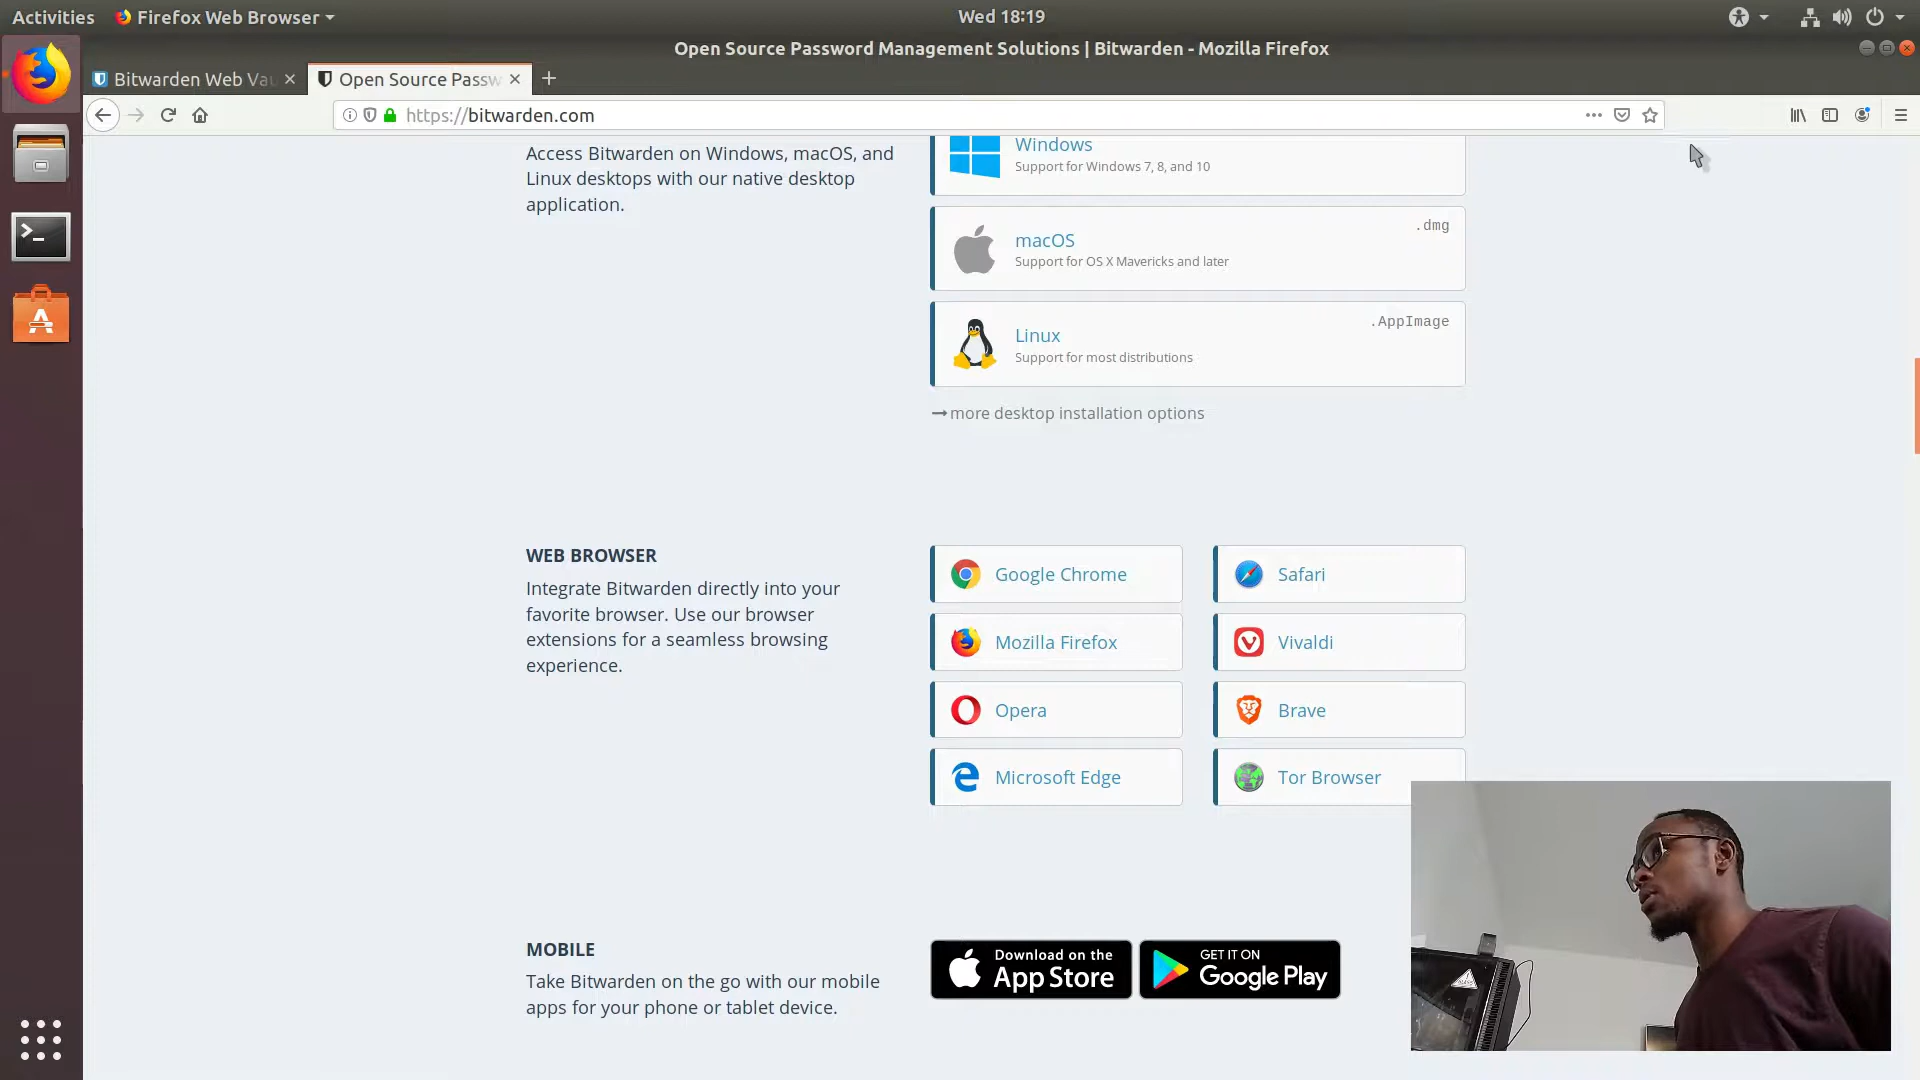 Activities
Firefox Web Browser
Wed 18:19
Open Source Password Management Solutions | Bitwarden - Mozilla Firefox
Bitwarden Web Vau
Open Source Passw
https://bitwarden.com
Access Bitwarden on Windows, macOS, and
Linux desktops with our native desktop
application.
Windows
Support for Windows 7, 8, and 10
macOS
.dmg
Support for OS X Mavericks and later
Linux
.AppImage
Support for most distributions
→more desktop installation options
WEB BROWSER
Integrate Bitwarden directly into your
favorite browser. Use our browser
extensions for a seamless browsing
experience.
Google Chrome
Safari
Mozilla Firefox
Vivaldi
Opera
Brave
Microsoft Edge
Tor Browser
MOBILE
Take Bitwarden on the go with our mobile
apps for your phone or tablet device.
Download on the
App Store
GET IT ON
Google Play